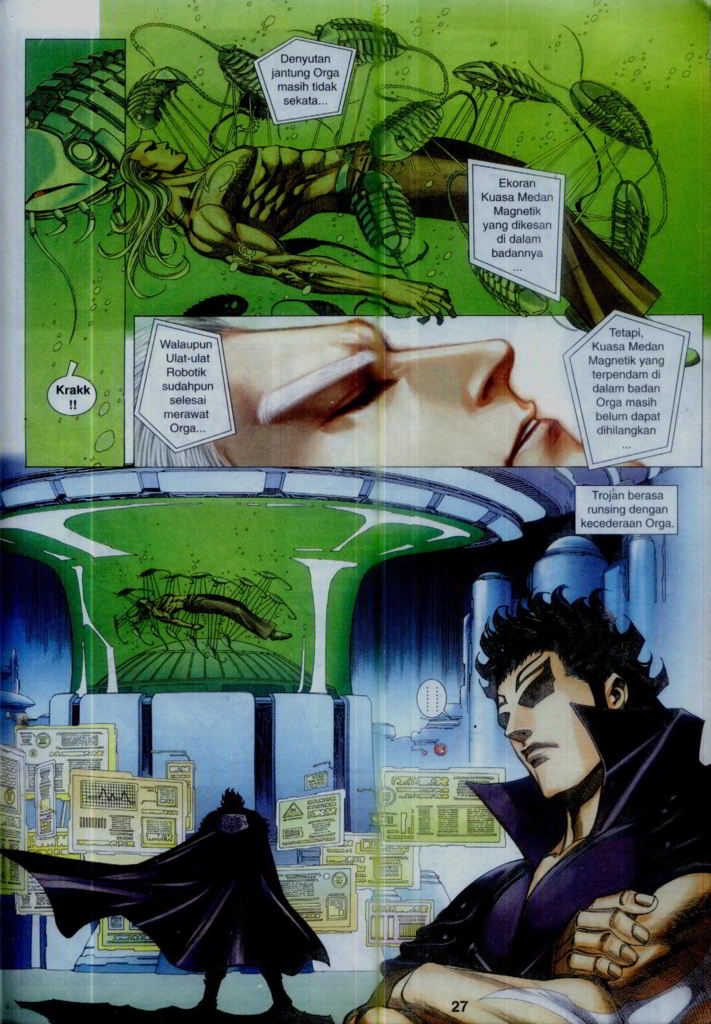 Denyutan
jantung Orga
masih tidak
sekata...
Ekoran
Kuasa Medan
Magnetik
yang dikesan
di dalam
badannya
...
Krakk
!!
Walaupun
Ulat-ulat
Robotik
sudahpun
selesai
merawat
Orga...
Tetapi,
Kuasa Medan
Magnetik yang
terpendam di
dalam badan
Orga masih
belum dapat
dihilangkan
...
Trojan berasa
runsing dengan
kecederaan Orga.
27